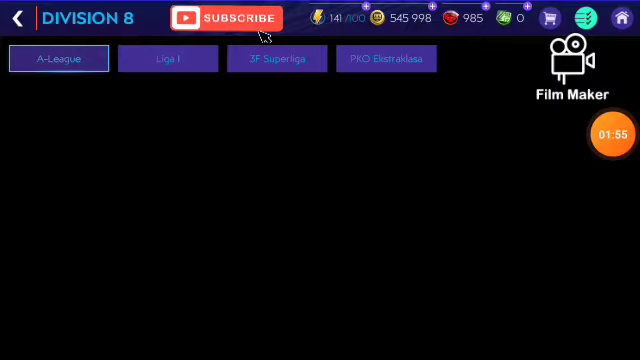 DIVISION 8
SUBSCRIBE
141 /100
545 998
985
0
A-League
Liga I
3F Superliga
PKO Ekstraklasa
Film Maker
01:55